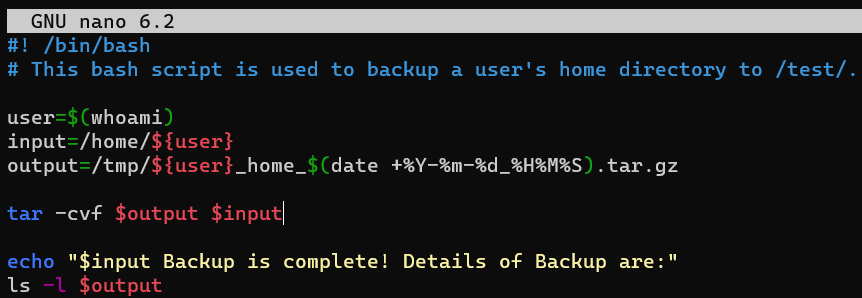 GNU nano 6.2
#! /bin/bash
# This bash script is used to backup a user's home directory to /test/.
user=$(whoami)
input=/home/${user}
output=/tmp/${user}_home_$(date +%Y-%m-%d_%H%M%S).tar.gz
tar -cvf $output $input
echo "$input Backup is complete! Details of Backup are:"
ls -l $output